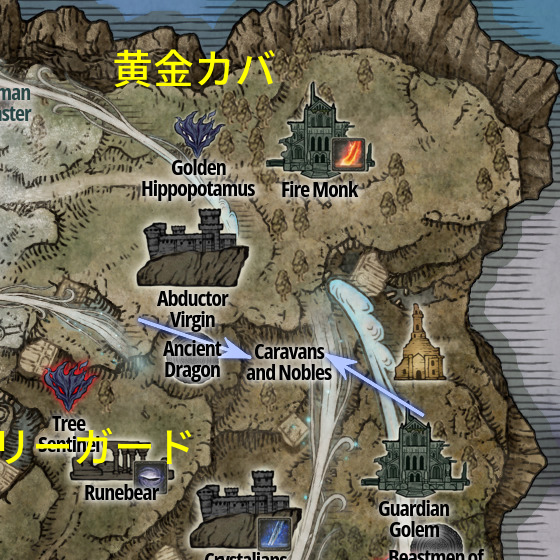 黄金カバ
man
ster
Golden
Hippopotamus
Fire Monk
Abductor
Virgin
Ancient
Dragon
Caravans
and Nobles
Tree
Sentinel
リーガード
Runebear
Guardian
Golem
Crystalians
Beastmen of